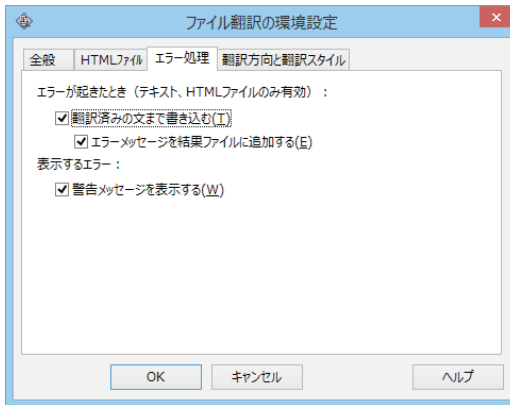 ファイル翻訳の環境設定
全般 HTMLファイル エラー処理 翻訳方向と翻訳スタイル
エラーが起きたとき(テキスト、HTMLファイルのみ有効):
翻訳済みの文まで書き込む(T)
エラーメッセージを結果ファイルに追加する(E)
表示するエラー:
警告メッセージを表示する(W)
OK キャンセル ヘルプ